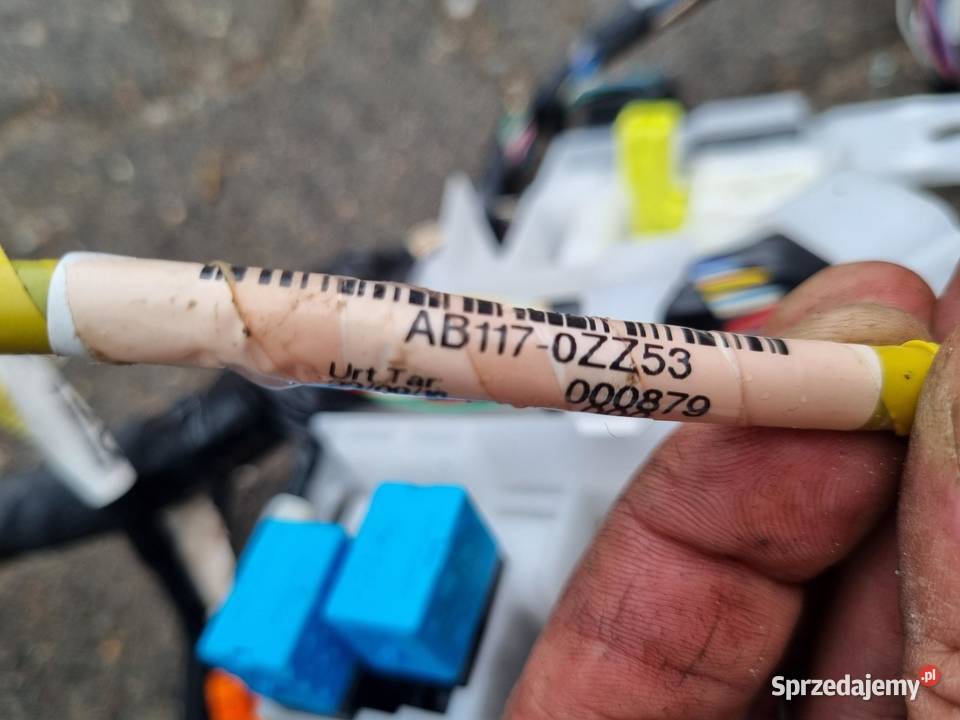 AB117-0ZZ53
Urt Tar.
000879
Sprzedajemy.pl